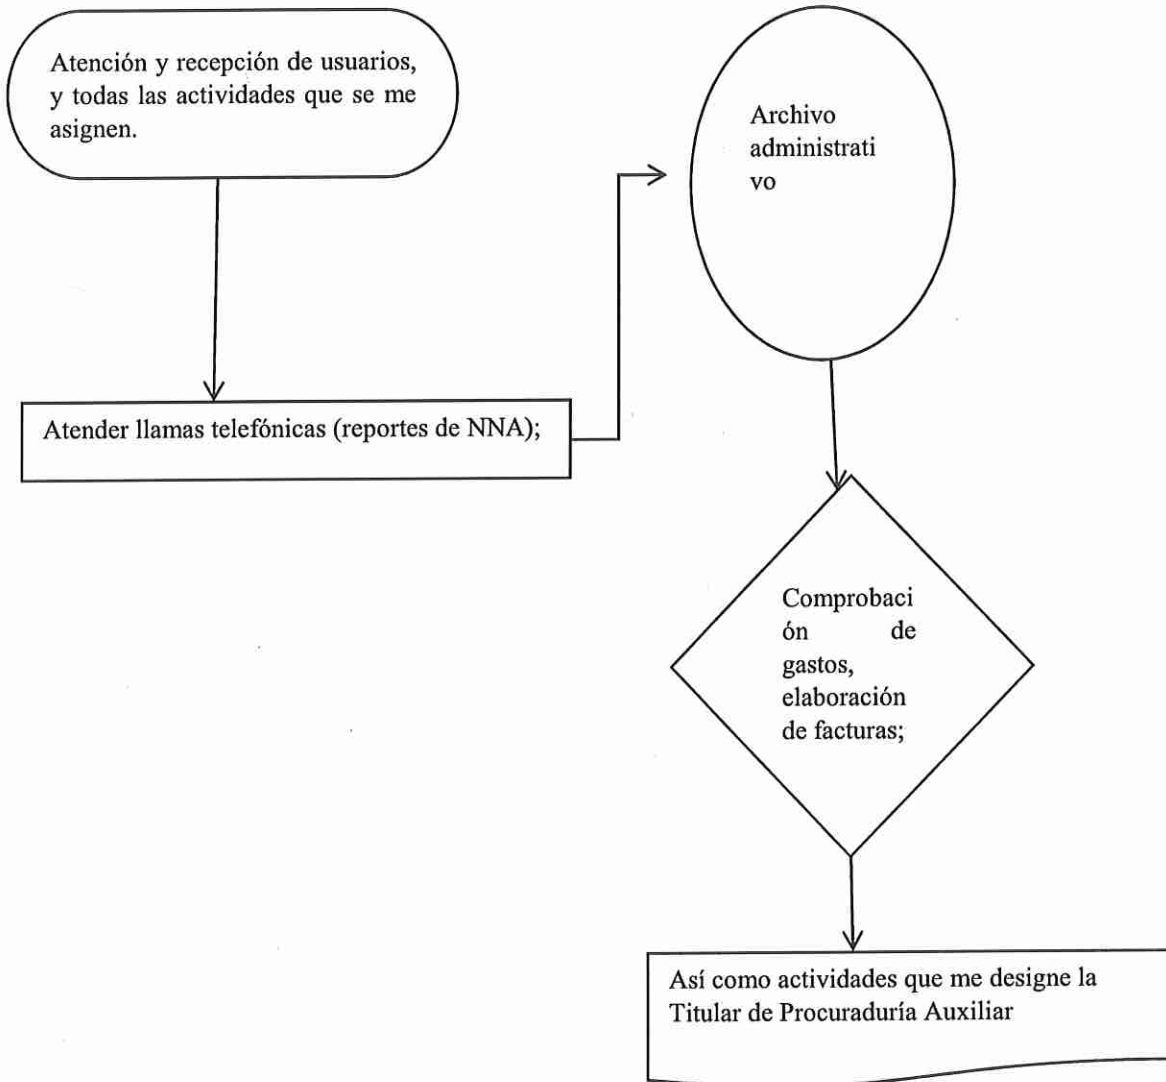 Atención y recepción de usuarios,
y todas las actividades que se me
asignen.
Atender llamas telefónicas (reportes de NNA);
Archivo
administrati
vo
Comprobaci
ón de
gastos,
elaboración
de facturas;
Así como actividades que me designe la
Titular de Procuraduría Auxiliar